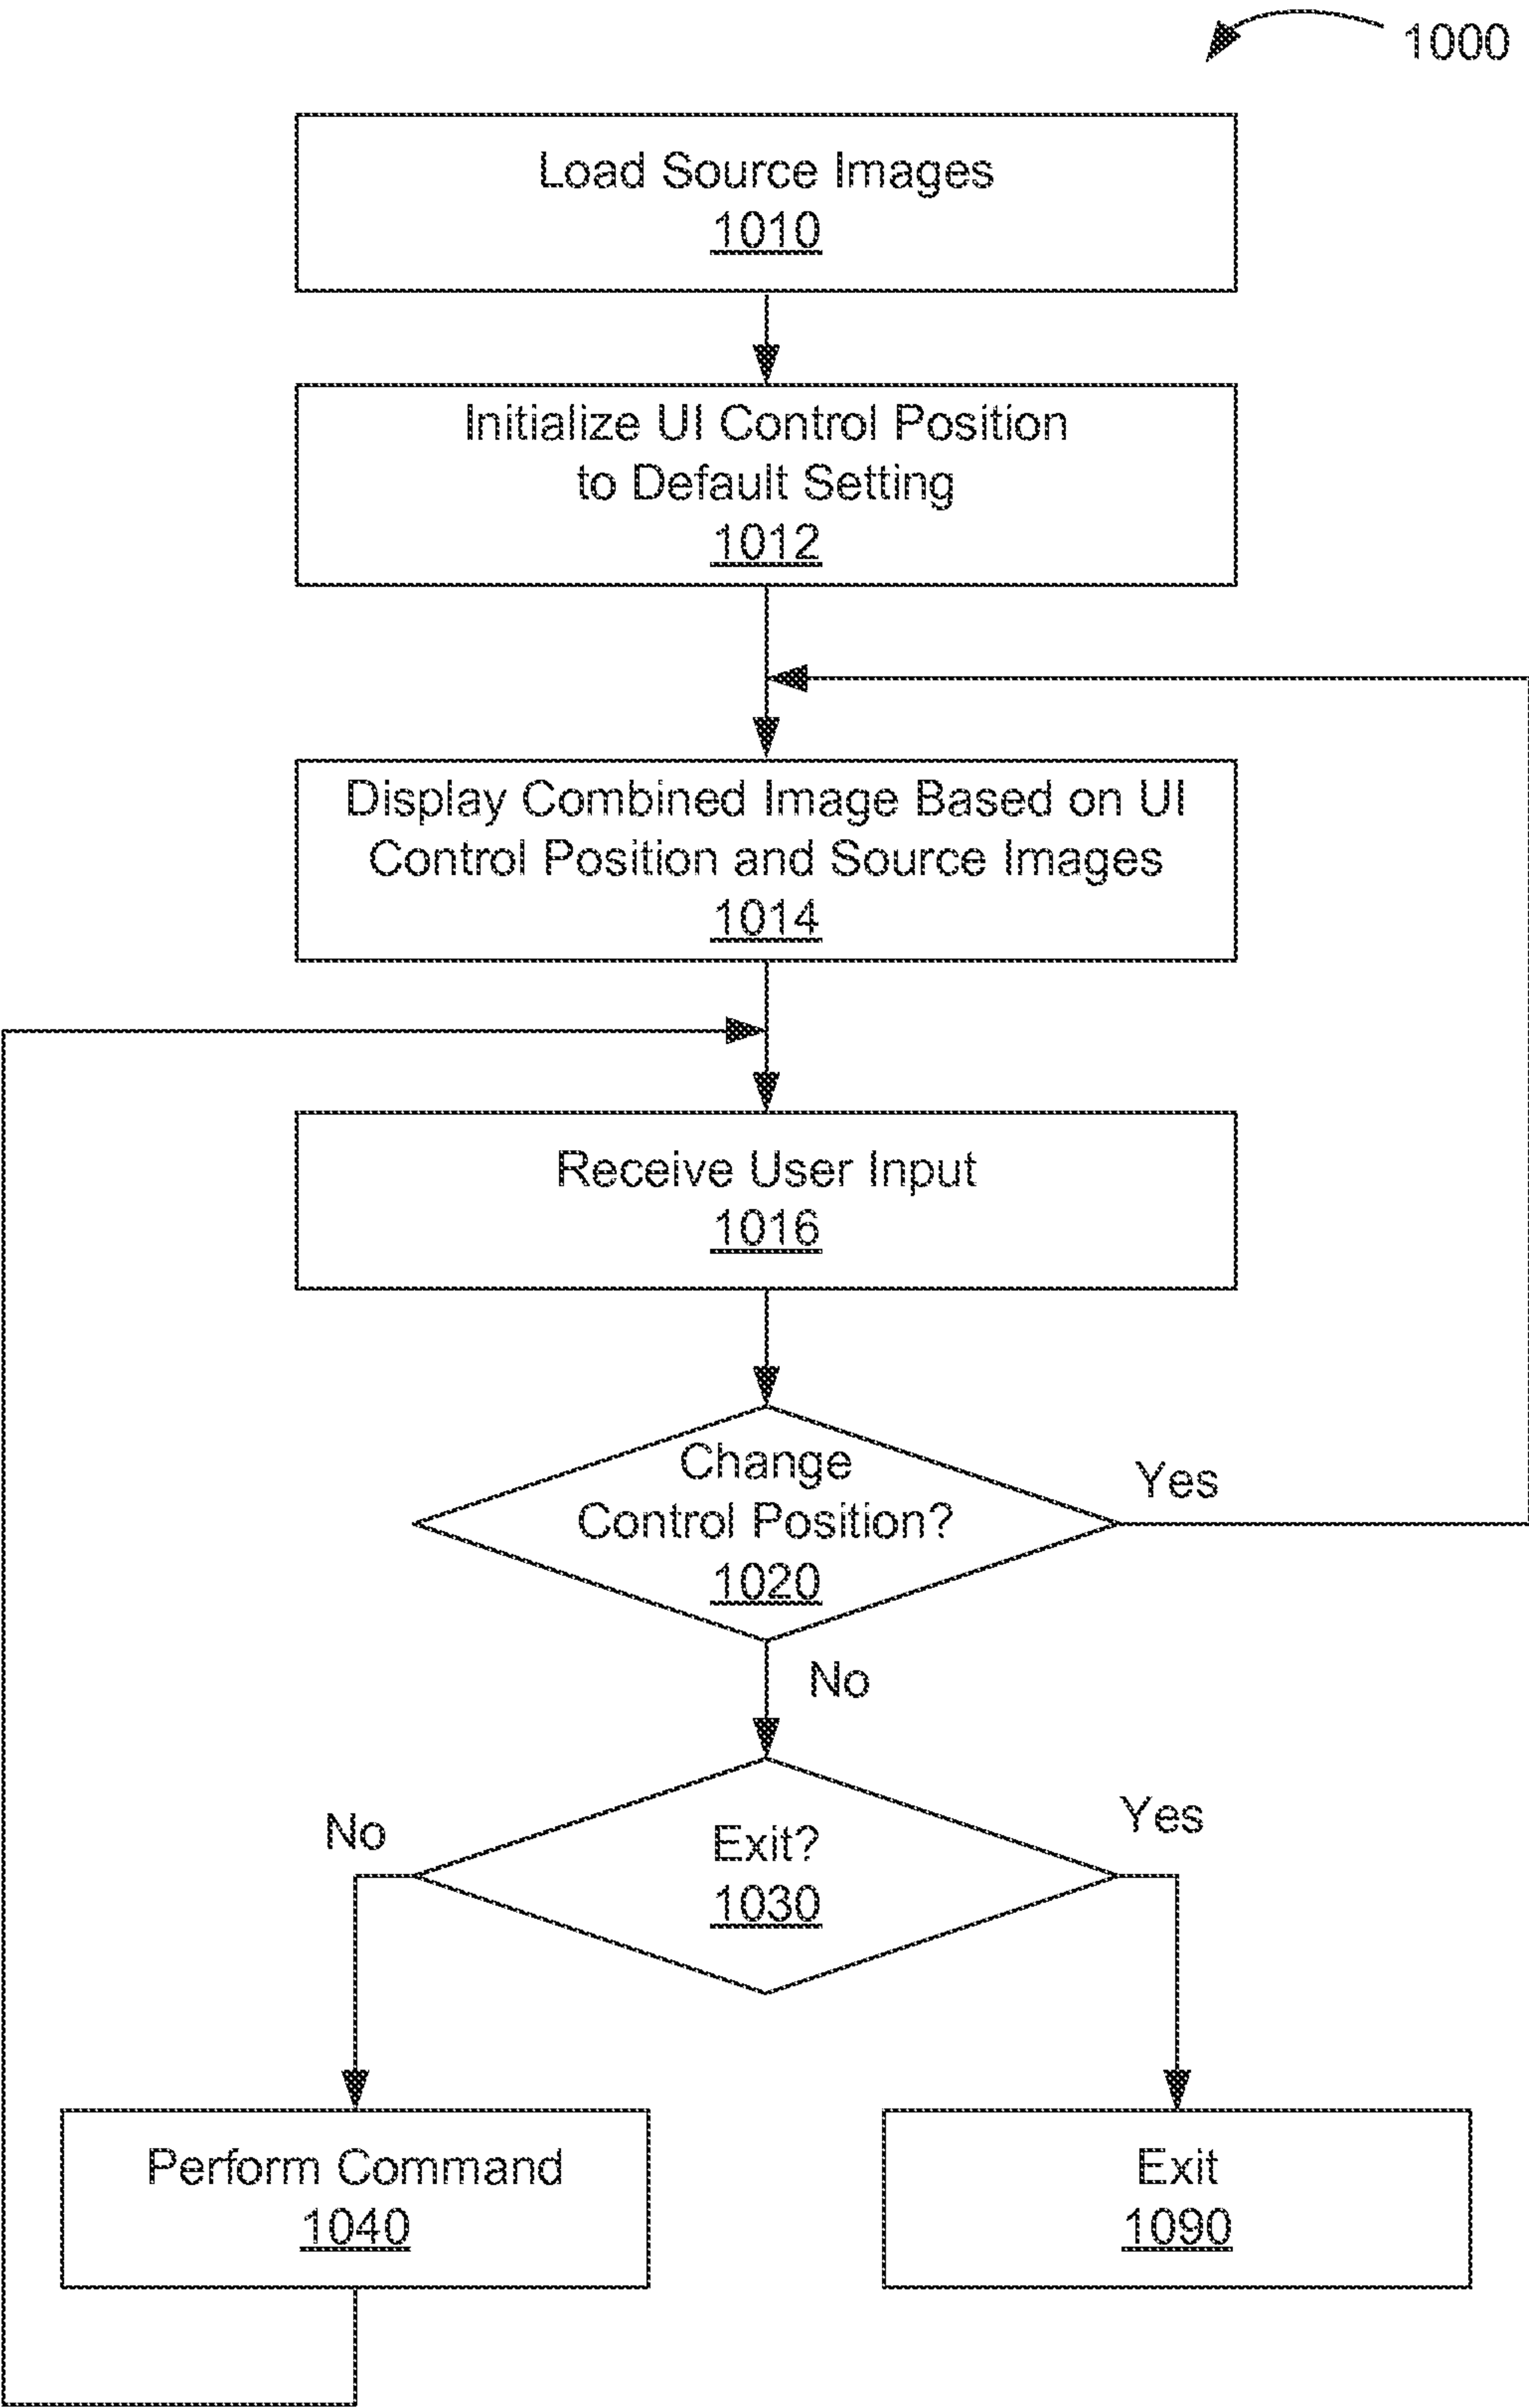 1000
Load Source Images
1010
Initialize UI Control Position
to Default Setting
1012
Display Combined Image Based on UI
Control Position and Source Images
1014
Receive User Input
1016
Change
Control Position?
1020
Yes
No
Exit?
1030
No
Yes
Perform Command
1040
Exit
1090